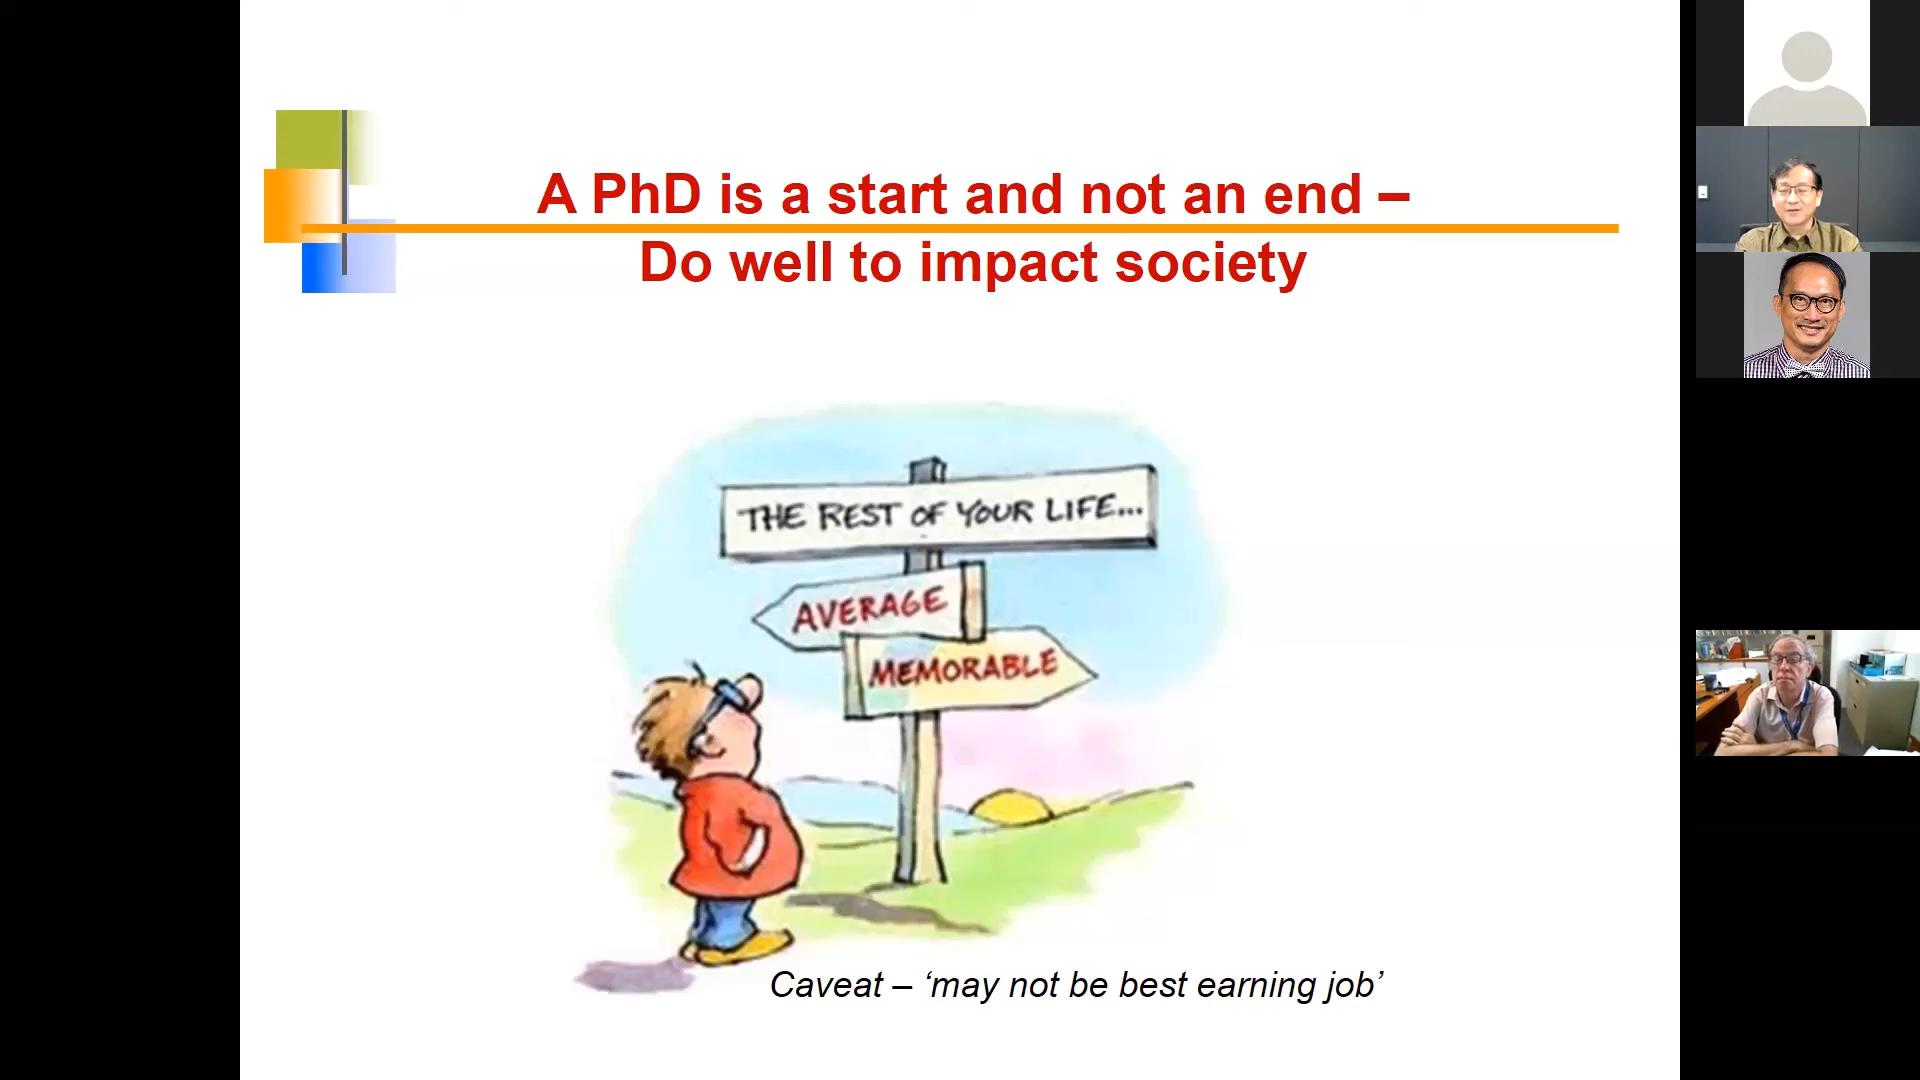 A PhD is a start and not an end –
Do well to impact society
THE REST OF YOUR LIFE...
AVERAGE
MEMORABLE
Caveat – ‘may not be best earning job’